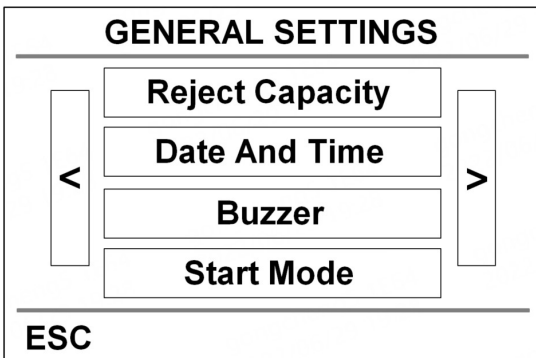 GENERAL SETTINGS
Reject Capacity
Date And Time
<
>
Buzzer
Start Mode
ESC